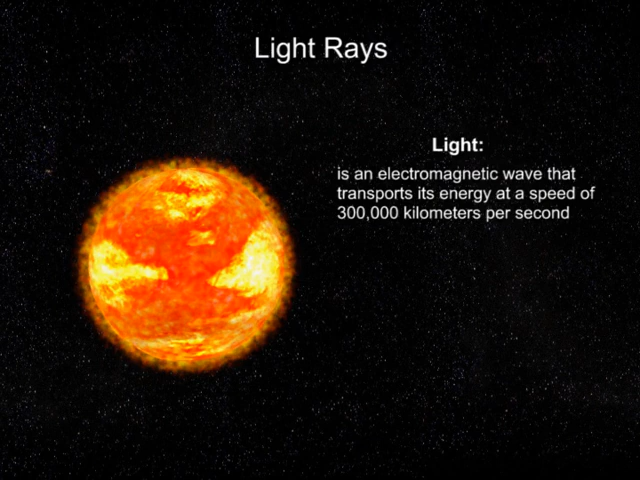 Light Rays
Light:
is an electromagnetic wave that
transports its energy at a speed of
300,000 kilometers per second